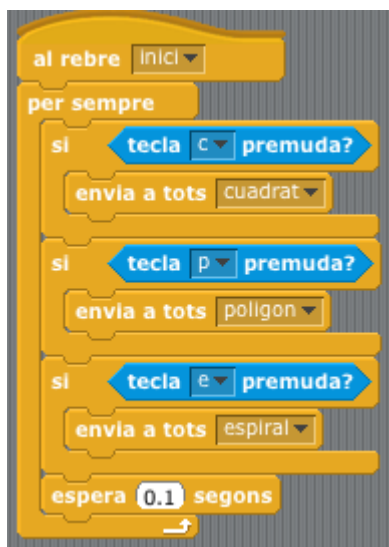 al rebre inici
per sempre
si tecla c premuda?
envia a tots cuadrat
si tecla p premuda?
envia a tots poligon
si tecla e premuda?
envia a tots espiral
espera 0.1 segons